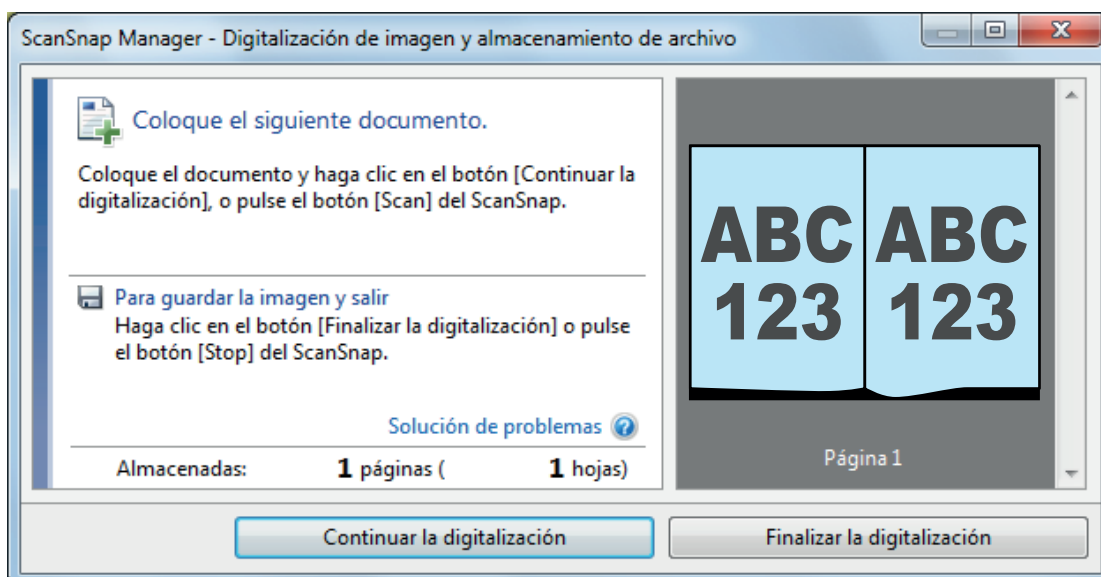 ScanSnap Manager - Digitalización de imagen y almacenamiento de archivo
Coloque el siguiente documento.
Coloque el documento y haga clic en el botón [Continuar la
digitalización], o pulse el botón [Scan] del ScanSnap.
Para guardar la imagen y salir
Haga clic en el botón [Finalizar la digitalización] o pulse
el botón [Stop] del ScanSnap.
Solución de problemas
Almacenadas: 1 páginas ( 1 hojas)
ABC ABC
123 123
Página 1
Continuar la digitalización Finalizar la digitalización